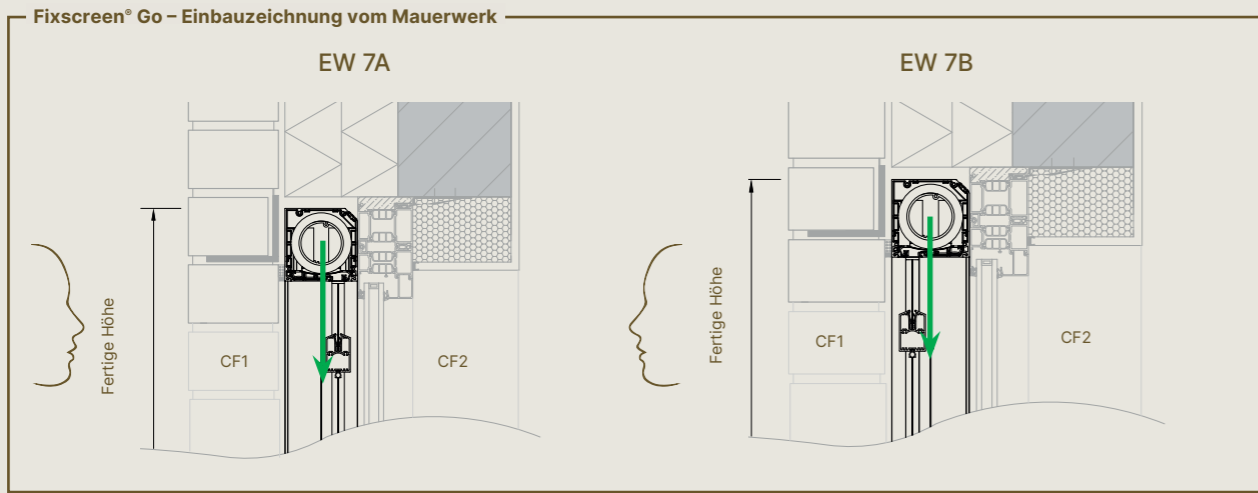 Fixscreen® Go – Einbauzeichnung vom Mauerwerk
EW 7A
EW 7B
Fertige Höhe
CF1
CF2
Fertige Höhe
CF1
CF2